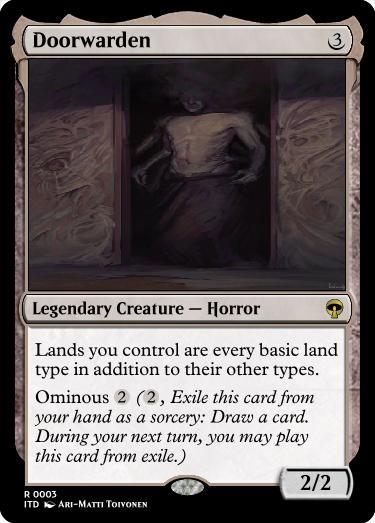 Doorwarden 3
Legendary Creature — Horror
Lands you control are every basic land
type in addition to their other types.
Ominous 2 (2, Exile this card from
your hand as a sorcery: Draw a card.
During your next turn, you may play
this card from exile.)
2/2
R 0003
ITD Ari-Matti Toivonen